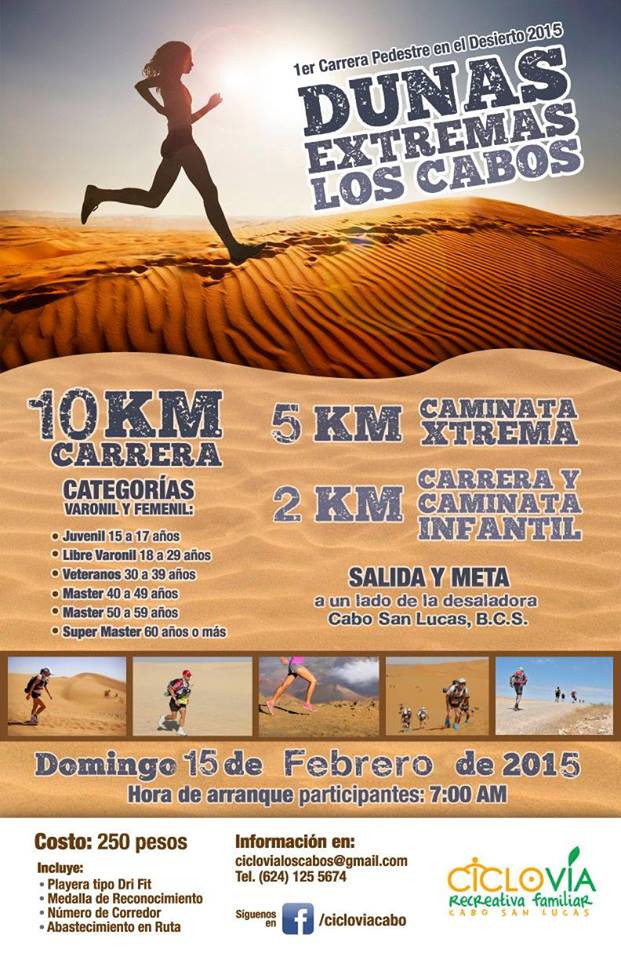 1er Carrera Pedestre en el Desierto 2015
DUNAS
EXTREMAS
LOS CABOS
10KM
CARRERA
CATEGORÍAS
VARONIL Y FEMENIL:
• Juvenil 15 a 17 años
• Libre Varonil 18 a 29 años
• Veteranos 30 a 39 años
• Master 40 a 49 años
• Master 50 a 59 años
• Super Master 60 años o más
5 KM CAMINATA
XTREMA
2 KM CARRERA Y
CAMINATA
INFANTIL
SALIDA Y META
a un lado de la desaladora
Cabo San Lucas, B.C.S.
Domingo 15 de Febrero de 2015
Hora de arranque participantes: 7:00 AM
Costo: 250 pesos
Incluye:
• Playera tipo Dri Fit
• Medalla de Reconocimiento
• Número de Corredor
• Abastecimiento en Ruta
Información en:
ciclovialoscabos@gmail.com
Tel. (624) 125 5674
Síguenos
en f /cicloviacabo
CICLOVÍA
Recreativa familiar
CABO SAN LUCAS